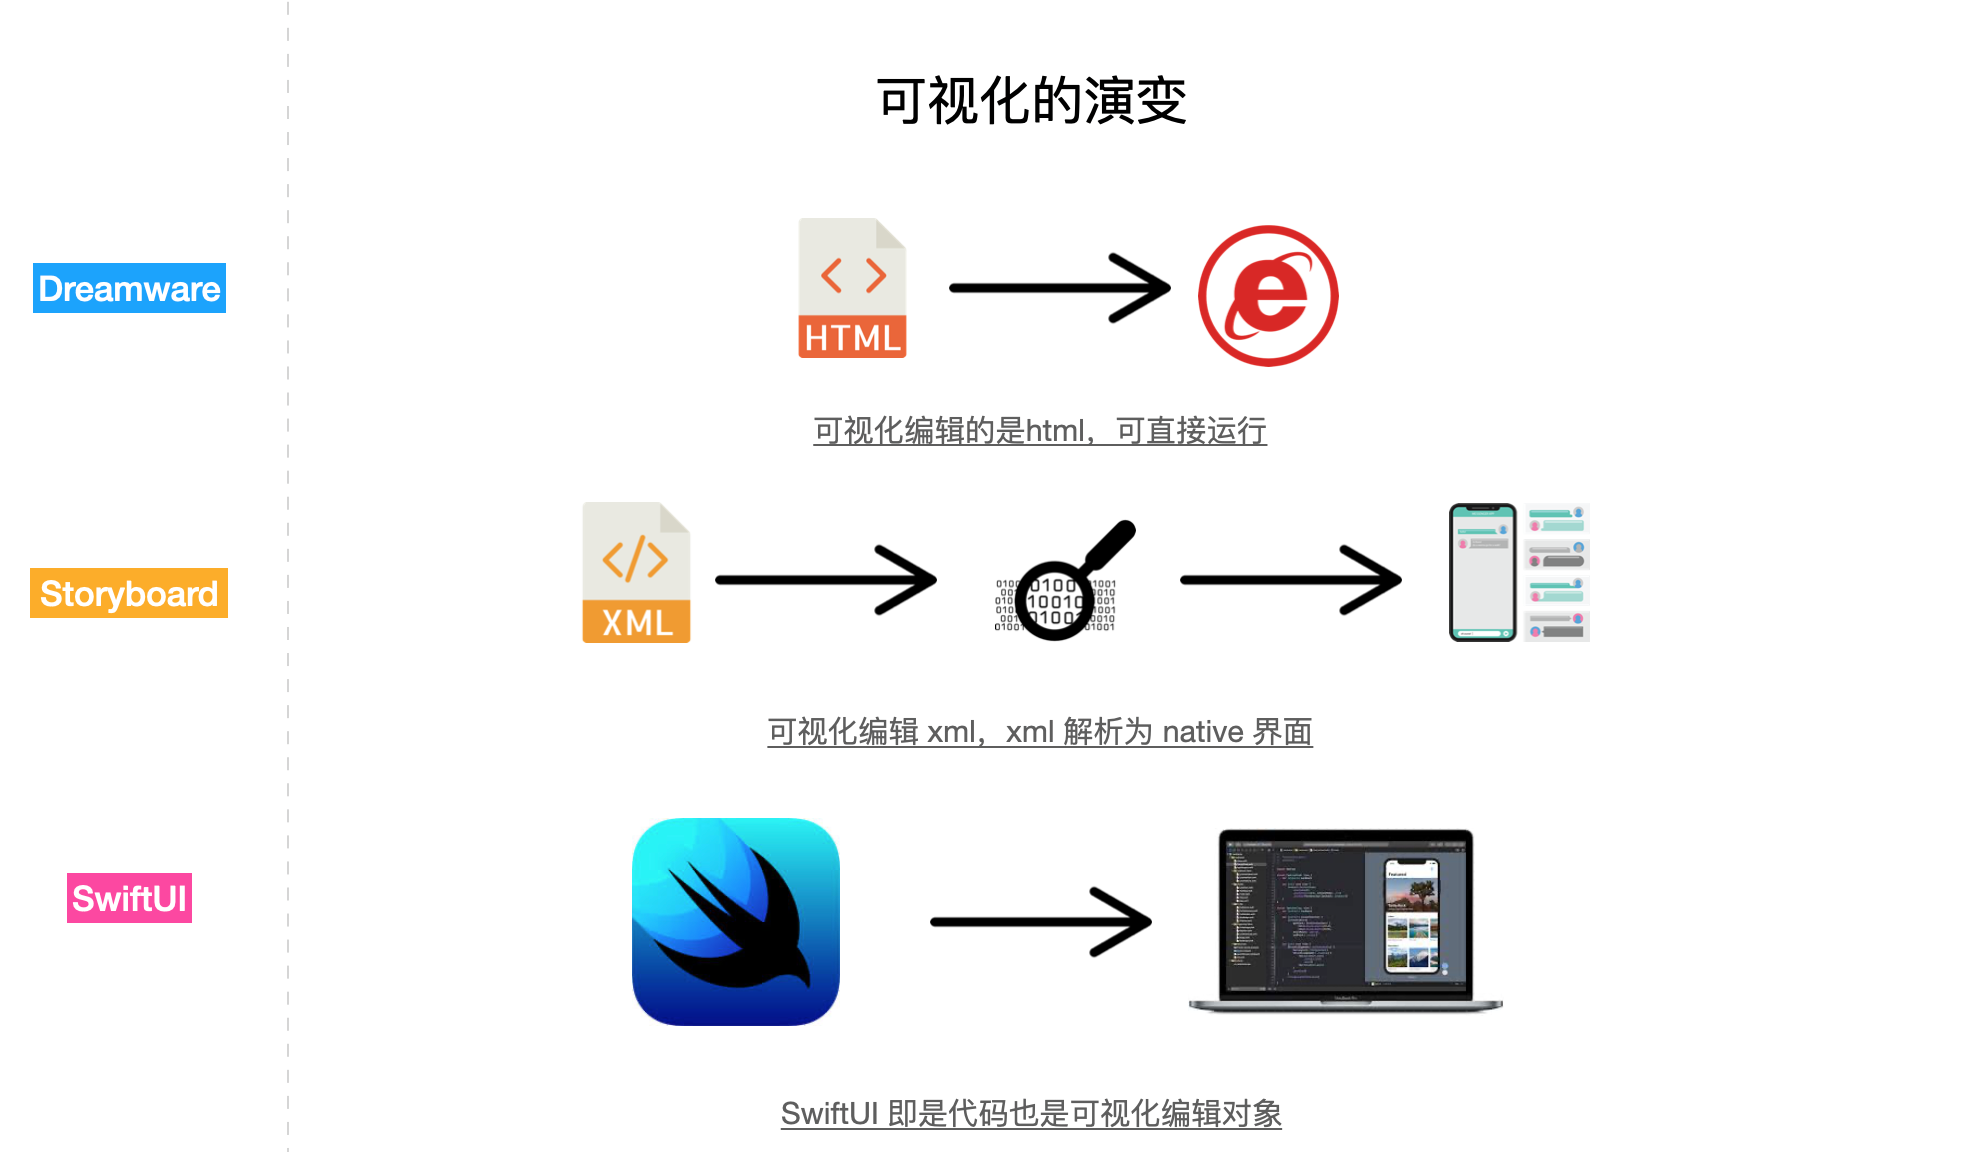 可视化的演变
Dreamware
HTML
可视化编辑的是html，可直接运行
Storyboard
XML
可视化编辑 xml，xml 解析为 native 界面
SwiftUI
SwiftUI 即是代码也是可视化编辑对象